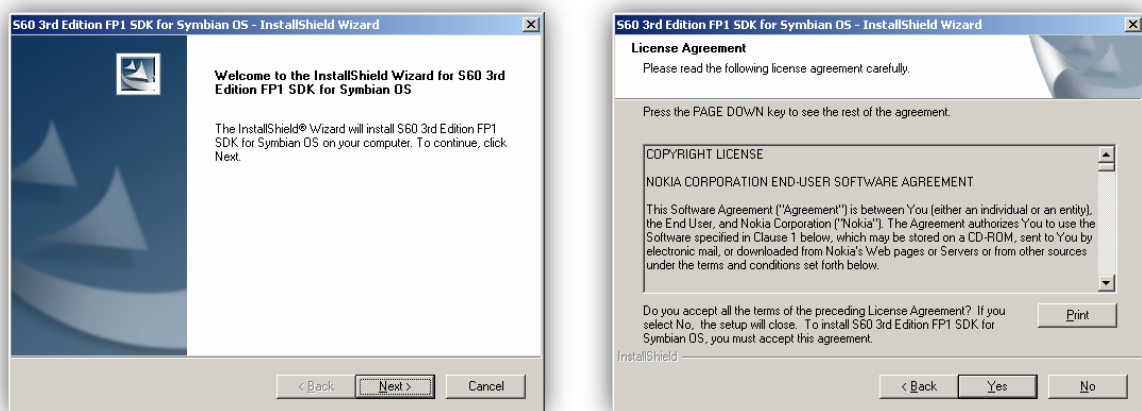 S60 3rd Edition FP1 SDK for Symbian OS - InstallShield Wizard
Welcome to the InstallShield Wizard for S60 3rd
Edition FP1 SDK for Symbian OS
The InstallShield® Wizard will install S60 3rd Edition FP1
SDK for Symbian OS on your computer. To continue, click
Next.
< Back
Next >
Cancel
S60 3rd Edition FP1 SDK for Symbian OS - InstallShield Wizard
License Agreement
Please read the following license agreement carefully.
Press the PAGE DOWN key to see the rest of the agreement.
COPYRIGHT LICENSE
NOKIA CORPORATION END-USER SOFTWARE AGREEMENT
This Software Agreement ("Agreement") is between You (either an individual or an entity),
the End User, and Nokia Corporation ("Nokia"). The Agreement authorizes You to use the
Software specified in Clause 1 below, which may be stored on a CD-ROM, sent to You by
electronic mail, or downloaded from Nokia's Web pages or Servers or from other sources
under the terms and conditions set forth below.
Do you accept all the terms of the preceding License Agreement? If you
select No, the setup will close. To install S60 3rd Edition FP1 SDK for
Symbian OS, you must accept this agreement.
Print
InstallShield
< Back
Yes
No